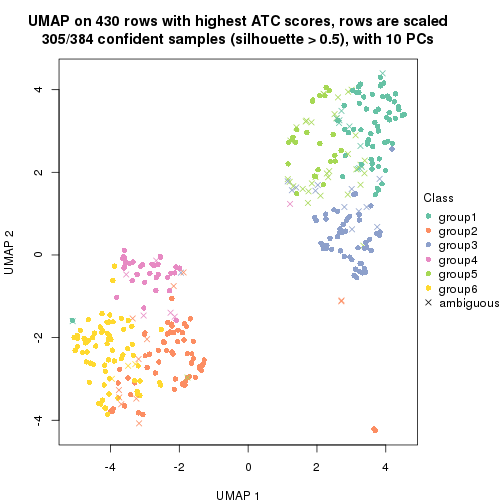 UMAP on 430 rows with highest ATC scores, rows are scaled
305/384 confident samples (silhouette > 0.5), with 10 PCs
4
2
0
-2
-4
UMAP 2
-4
-2
0
2
4
UMAP 1
Class
group1
group2
group3
group4
group5
group6
ambiguous